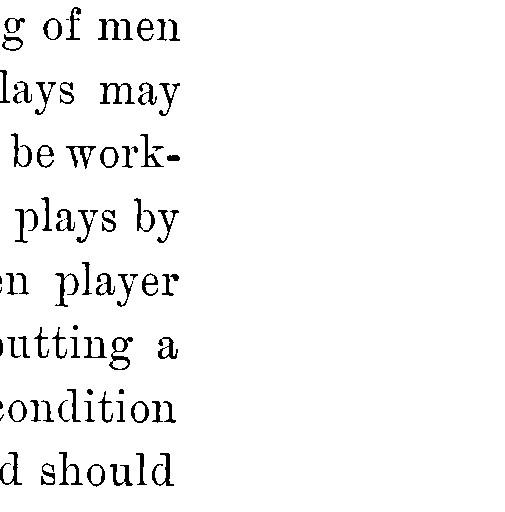 g of men
lays may
be work-
plays by
en player
utting a
condition
d should